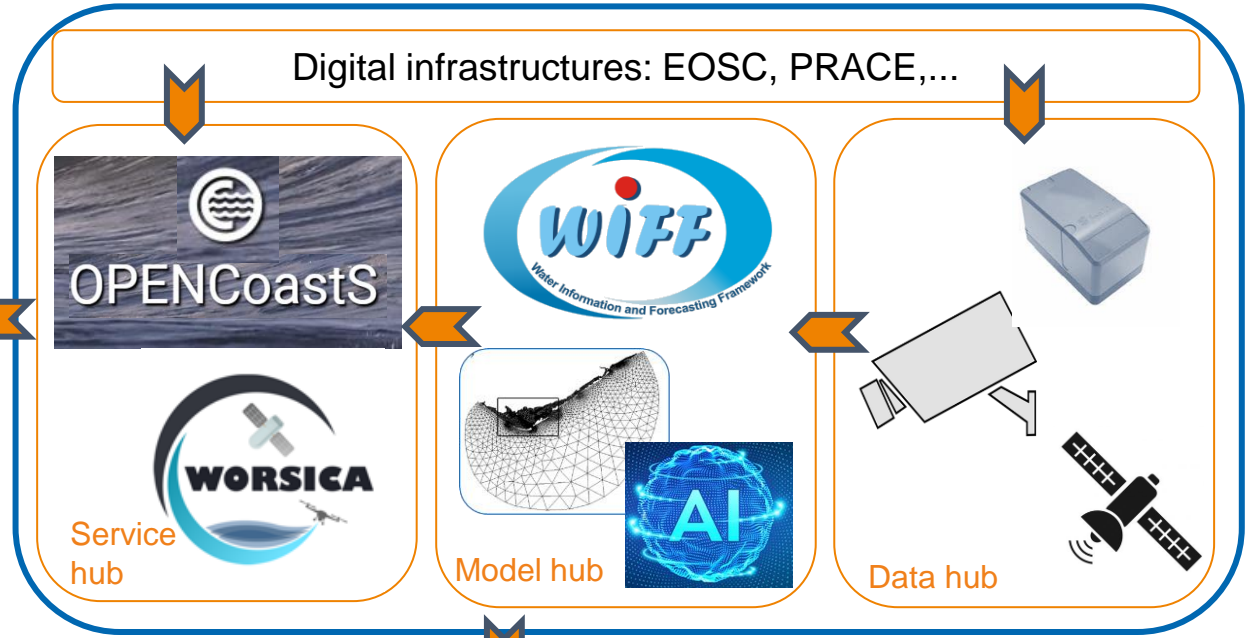 Digital infrastructures: EOSC, PRACE,...
OPENCoastS
WORSICA
Service
hub
WiFF
Water Information and Forecasting Framework
AI
Model hub
Data hub